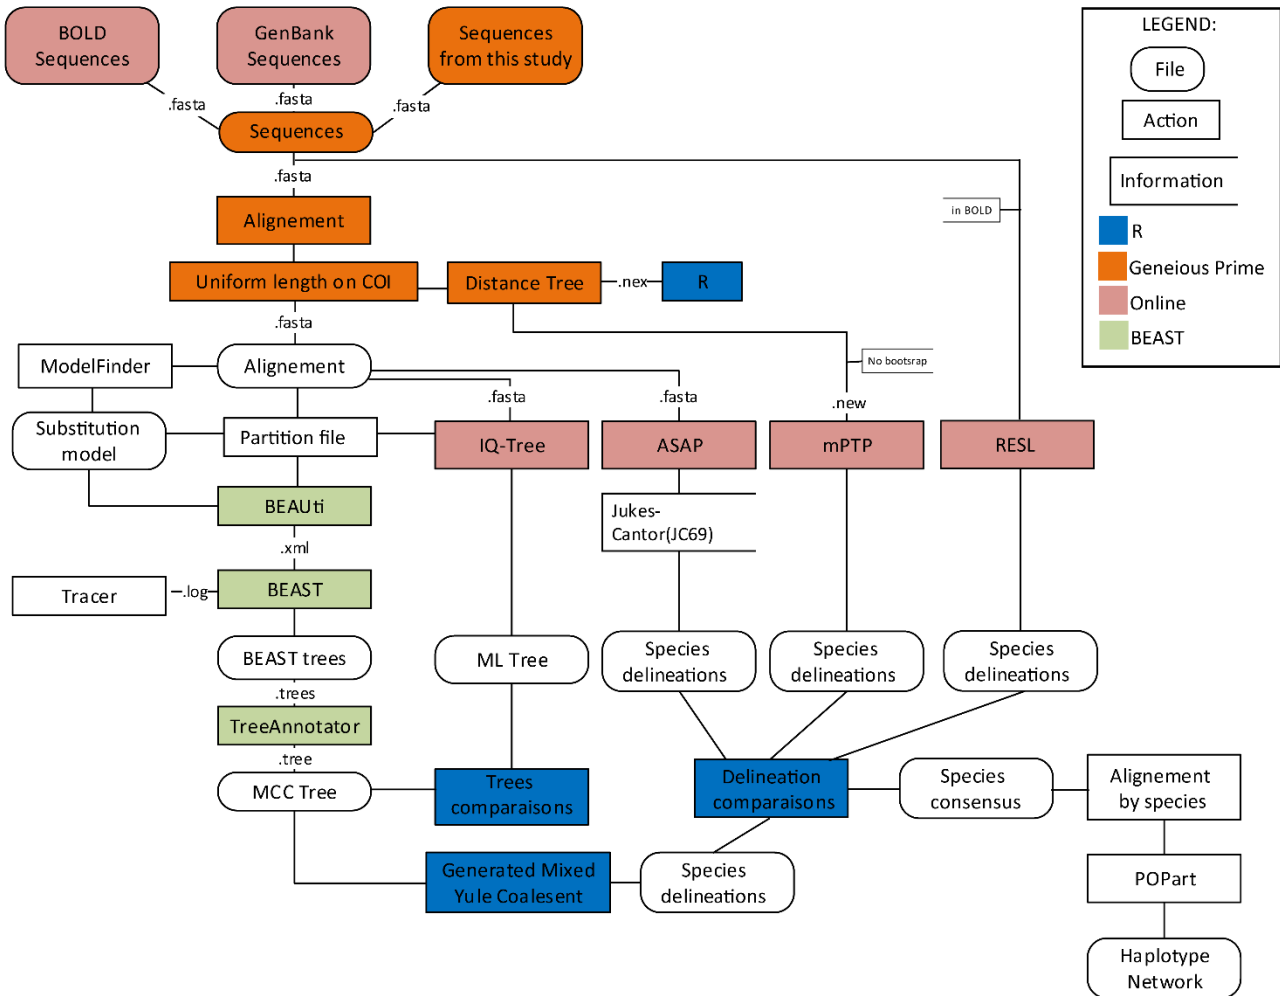 BOLD
Sequences
GenBank
Sequences
Sequences
from this study
LEGEND:
File
Action
Information
R
Geneious Prime
Online
BEAST
.fasta
.fasta
.fasta
Sequences
.fasta
in BOLD
Alignement
Uniform length on COI
Distance Tree
.nex
R
.fasta
No bootsrap
ModelFinder
Alignement
.fasta
.fasta
.new
Substitution
model
Partition file
IQ-Tree
ASAP
mPTP
RESL
BEAUti
Jukes-
Cantor(JC69)
.xml
Tracer
.log
BEAST
BEAST trees
ML Tree
Species
delineations
Species
delineations
Species
delineations
.trees
TreeAnnotator
.tree
MCC Tree
Trees
comparaisons
Delineation
comparaisons
Species
consensus
Alignement
by species
Generated Mixed
Yule Coalesent
Species
delineations
POPart
Haplotype
Network